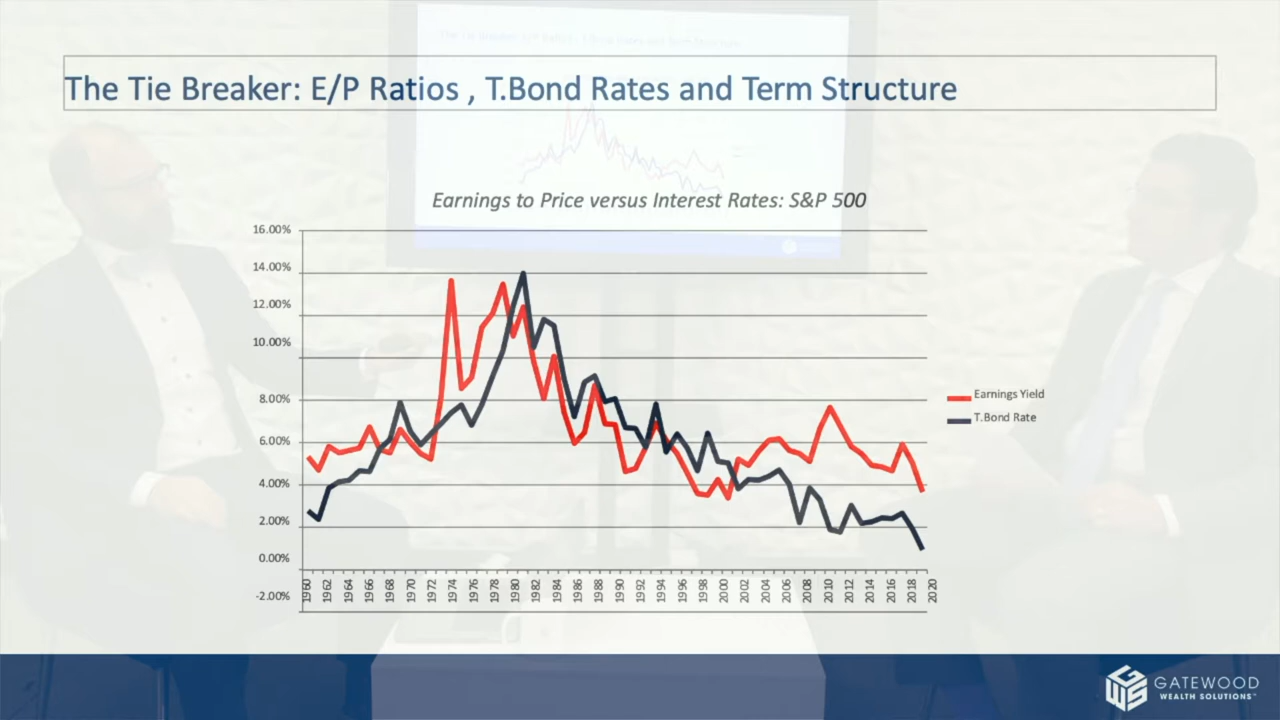 The Tie Breaker: E/P Ratios , T.Bond Rates and Term Structure
Earnings to Price versus Interest Rates: S&P 500
16.00%
14.00%
12.00%
10.00%
8.00%
6.00%
4.00%
2.00%
0.00%
-2.00%
Earnings Yield
T.Bond Rate
1960 1962 1964 1966 1968 1970 1972 1974 1976 1978 1980 1982 1984 1986 1988 1990 1992 1994 1996 1998 2000 2002 2004 2006 2008 2010 2012 2014 2016 2018 2020
GATEWOOD
WEALTH SOLUTIONS